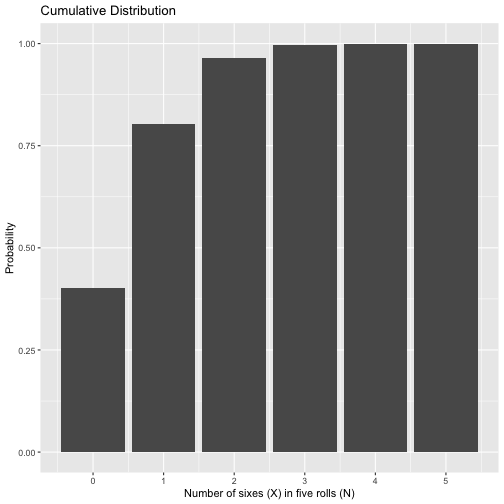 Cumulative Distribution
1.00
0.75
0.50
0.25
0.00
Probability
0 1 2 3 4 5
Number of sixes (X) in five rolls (N)